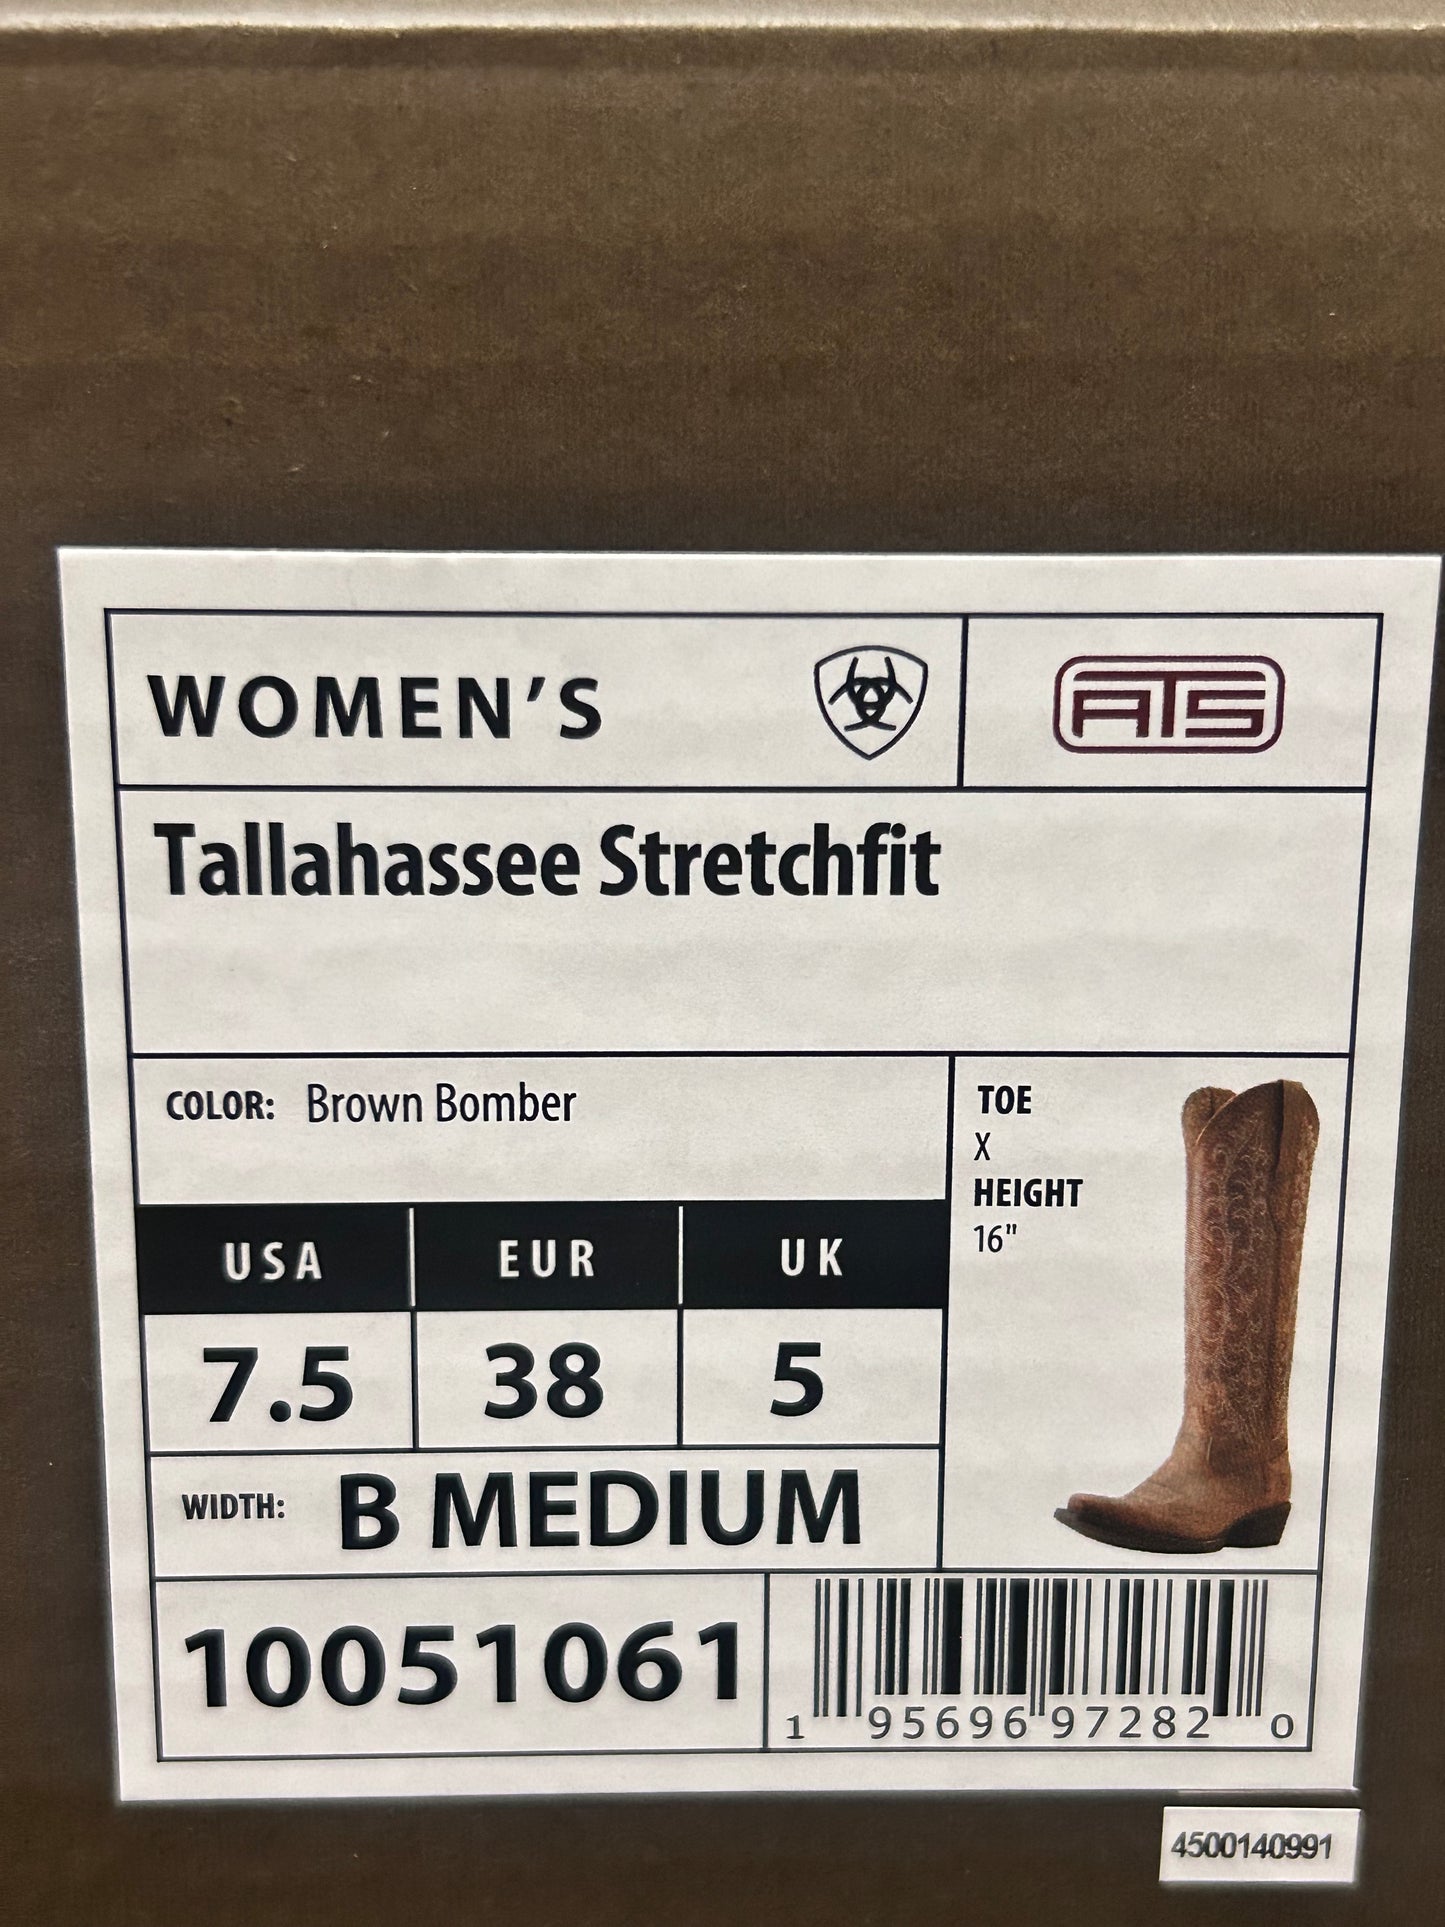 WOMEN'S
ATS
Tallahassee Stretchfit
COLOR: Brown Bomber
TOE
X
HEIGHT
16"
USA EUR UK
7.5 38 5
WIDTH: B MEDIUM
10051061
1 95696 97282 0
4500140991